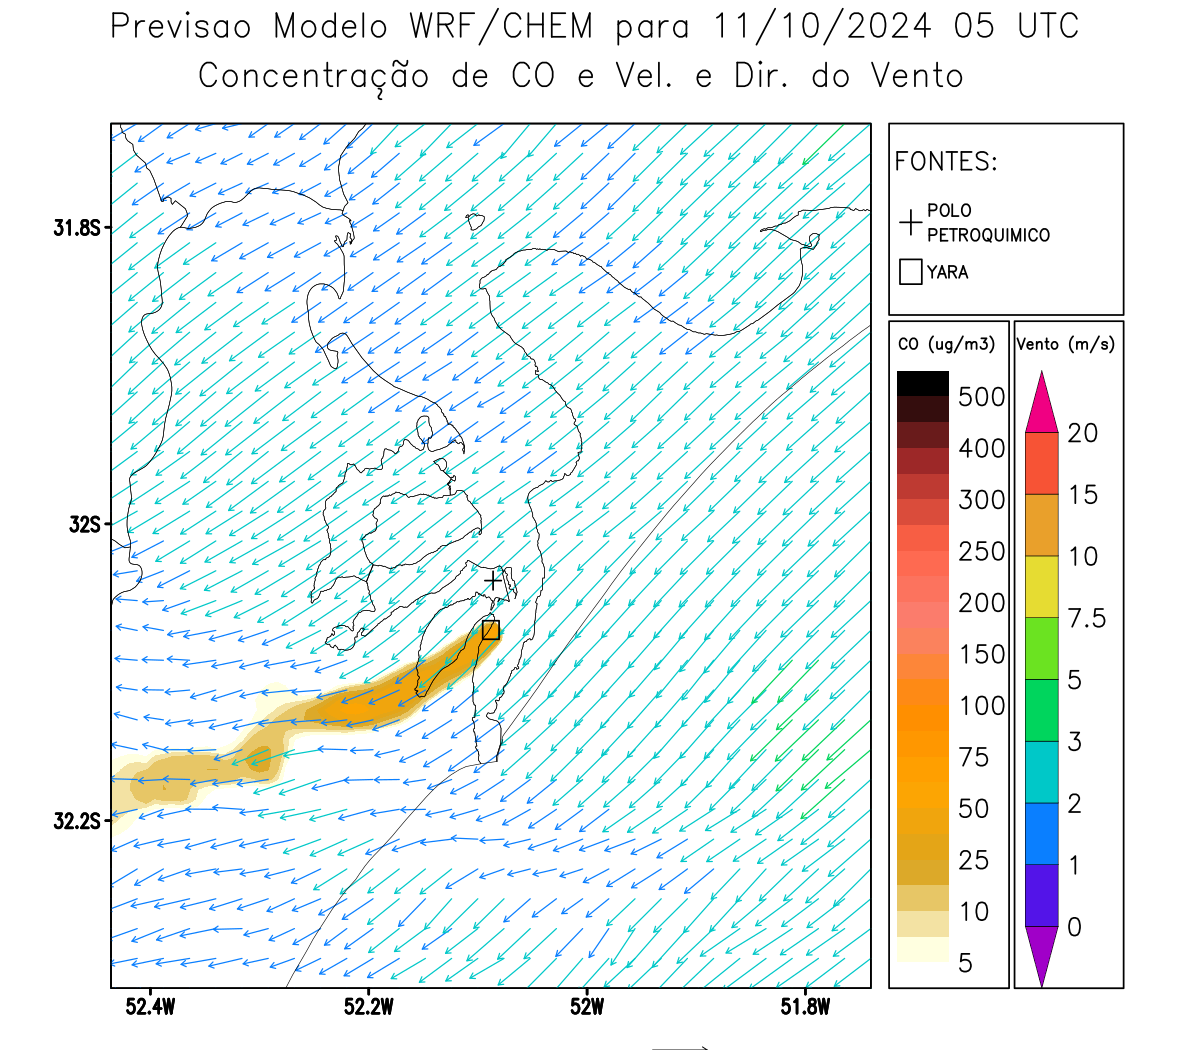 Previsao Modelo WRF/CHEM para 11/10/2024 05 UTC
Concentração de CO e Vel. e Dir. do Vento
FONTES:
POLO
PETROQUIMICO
YARA
CO (ug/m3)
500
400
300
250
200
150
100
75
50
25
10
5
Vento (m/s)
20
15
10
7.5
5
3
2
1
0
31.8S
32S
32.2S
52.4W
52.2W
52W
51.8W